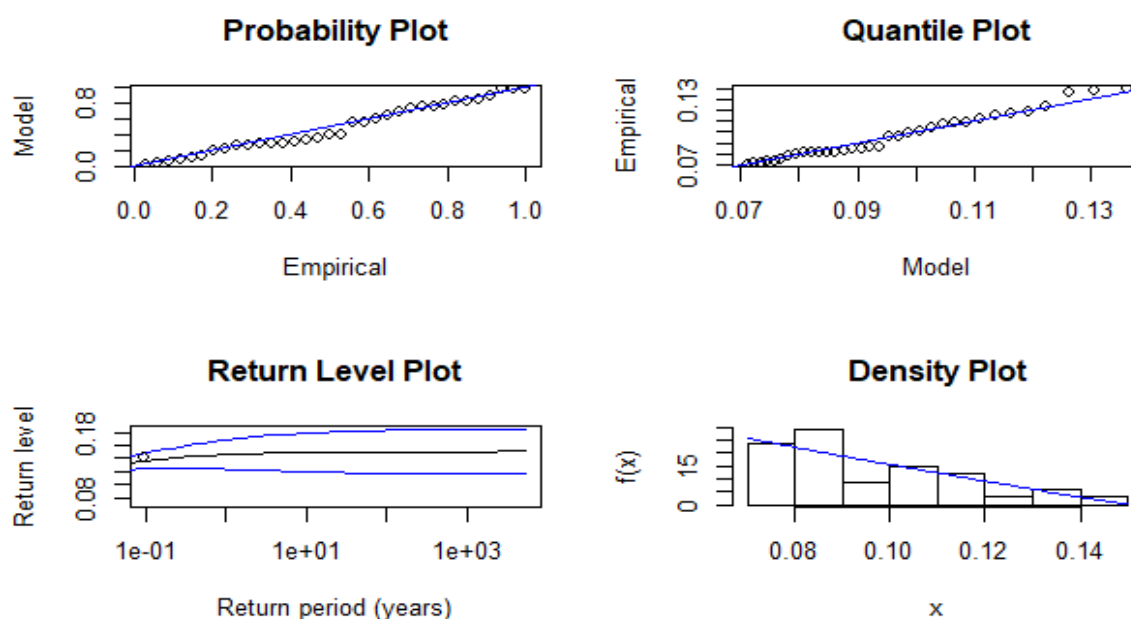 Probability Plot
Model
0.0 0.8
0.0 0.2 0.4 0.6 0.8 1.0
Empirical
Quantile Plot
Empirical
0.07 0.13
0.07 0.09 0.11 0.13
Model
Return Level Plot
Return level
0.08 0.18
1e-01 1e+01 1e+03
Return period (years)
Density Plot
f(x)
0 15
0.08 0.10 0.12 0.14
x